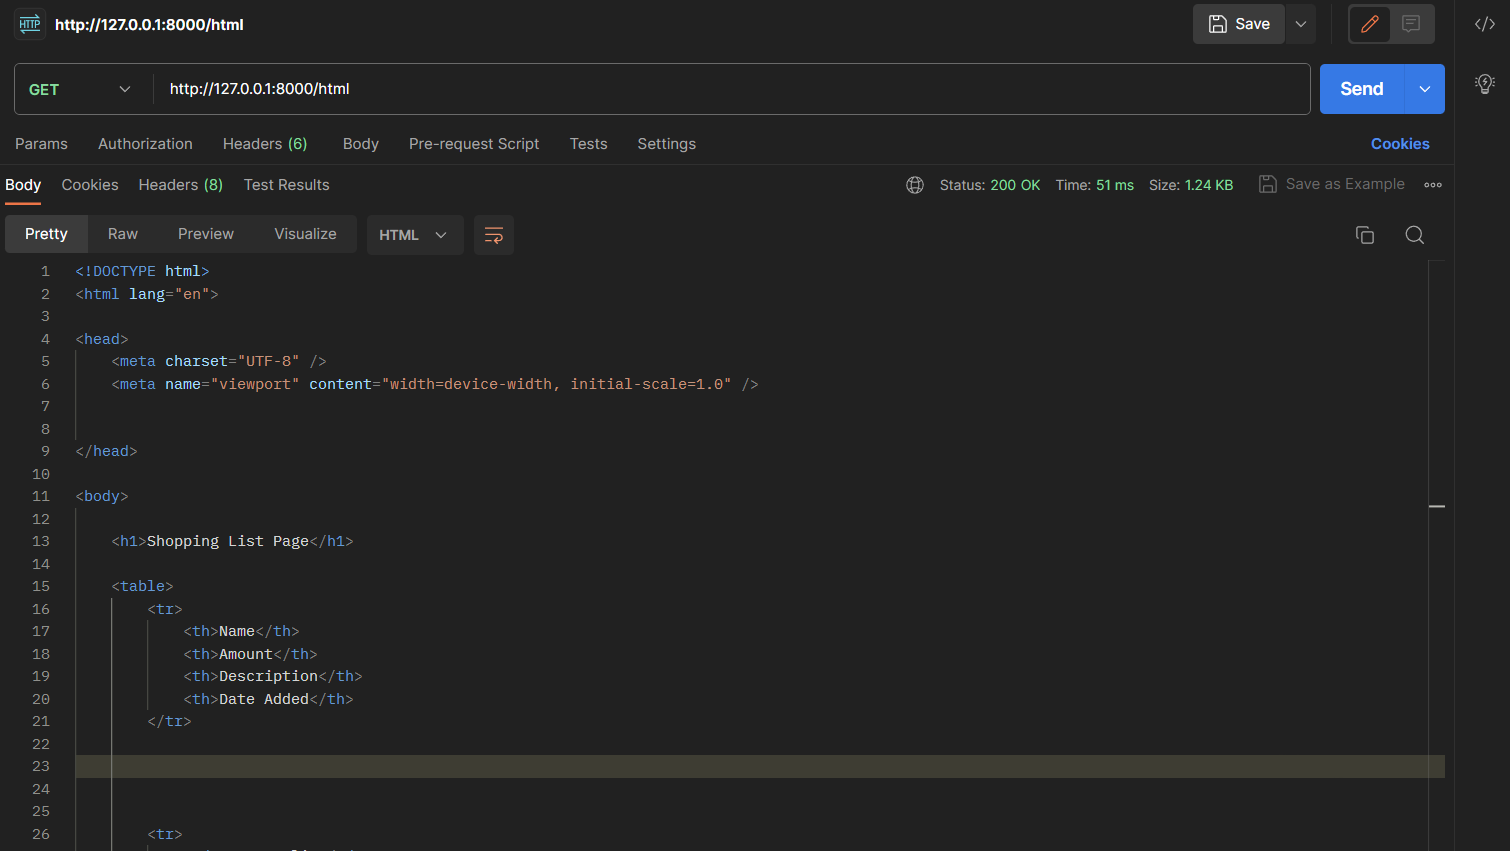 HTTP http://127.0.0.1:8000/html Save
GET http://127.0.0.1:8000/html Send
Params Authorization Headers (6) Body Pre-request Script Tests Settings Cookies
Body Cookies Headers (8) Test Results Status: 200 OK Time: 51 ms Size: 1.24 KB Save as Example
Pretty Raw Preview Visualize HTML
1 <!DOCTYPE html>
2 <html lang="en">
3
4 <head>
5 <meta charset="UTF-8" />
6 <meta name="viewport" content="width=device-width, initial-scale=1.0" />
7
8
9 </head>
10
11 <body>
12
13 <h1>Shopping List Page</h1>
14
15 <table>
16 <tr>
17 <th>Name</th>
18 <th>Amount</th>
19 <th>Description</th>
20 <th>Date Added</th>
21 </tr>
22
23
24
25
26 <tr>